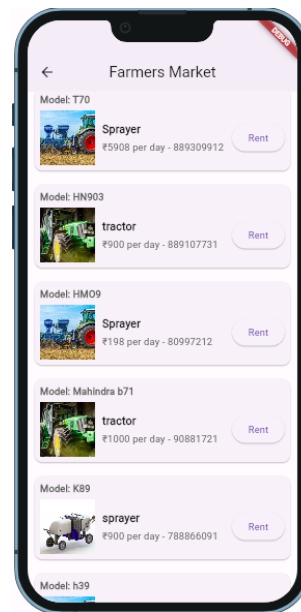 DEBUG
Farmers Market
Model: T70
Sprayer
₹5908 per day - 889309912
Rent
Model: HN903
tractor
₹900 per day - 889107731
Rent
Model: HMO9
Sprayer
₹198 per day - 80997212
Rent
Model: Mahindra b71
tractor
₹1000 per day - 90881721
Rent
Model: K89
sprayer
₹900 per day - 788866091
Rent
Model: h39